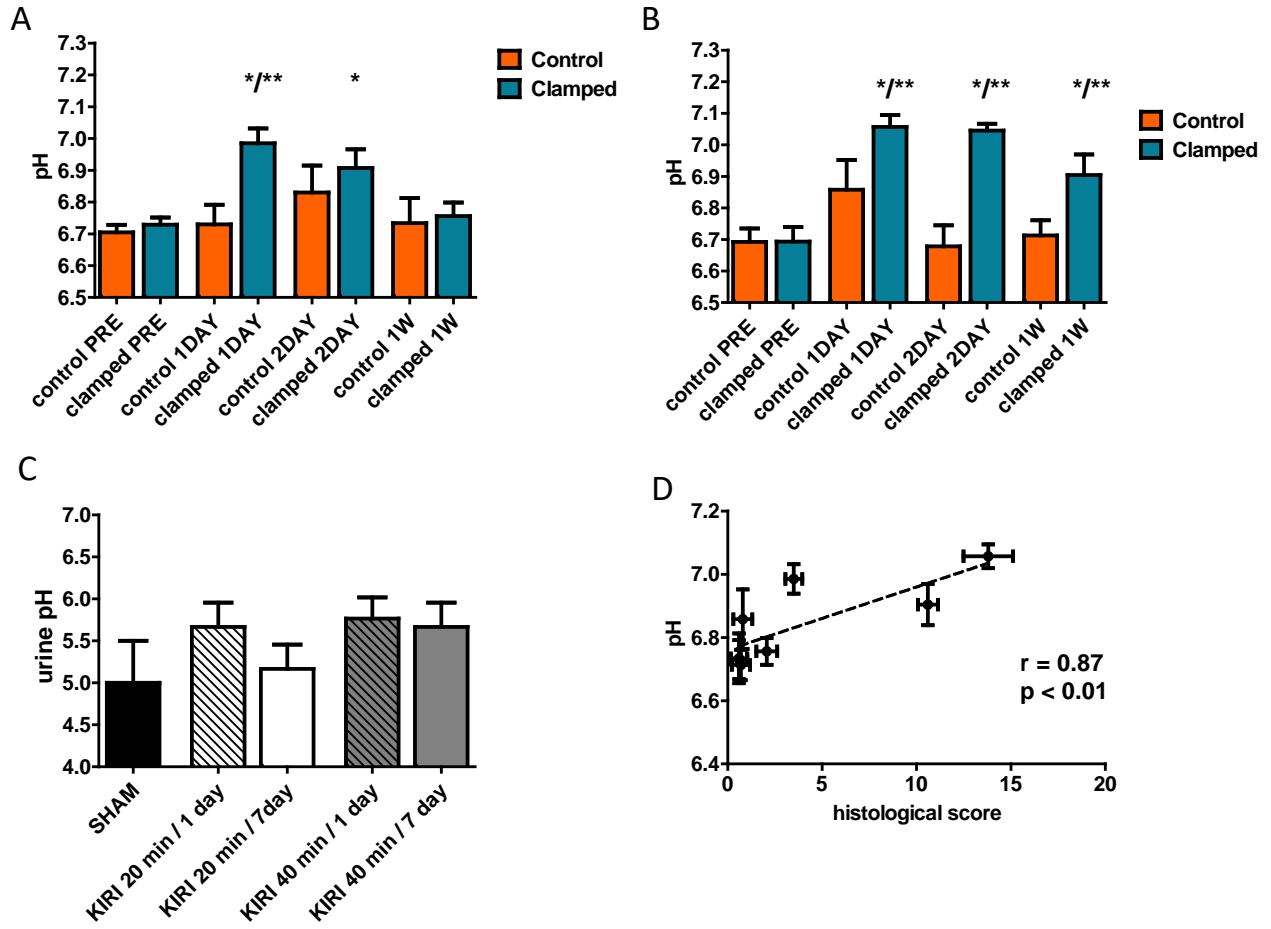 A
pH
7.3
7.2
7.1
7.0
6.9
6.8
6.7
6.6
6.5
*/**
*
Control
Clamped
control PRE
clamped PRE
control 1DAY
clamped 1DAY
control 2DAY
clamped 2DAY
control 1W
clamped 1W
B
pH
7.3
7.2
7.1
7.0
6.9
6.8
6.7
6.6
6.5
*/**
*/**
*/**
Control
Clamped
control PRE
clamped PRE
control 1DAY
clamped 1DAY
control 2DAY
clamped 2DAY
control 1W
clamped 1W
C
urine pH
7.0
6.5
6.0
5.5
5.0
4.5
4.0
SHAM
KIRI 20 min / 1 day
KIRI 20 min / 7day
KIRI 40 min / 1 day
KIRI 40 min / 7 day
D
pH
7.2
7.0
6.8
6.6
6.4
r = 0.87
p < 0.01
0
5
10
15
20
histological score